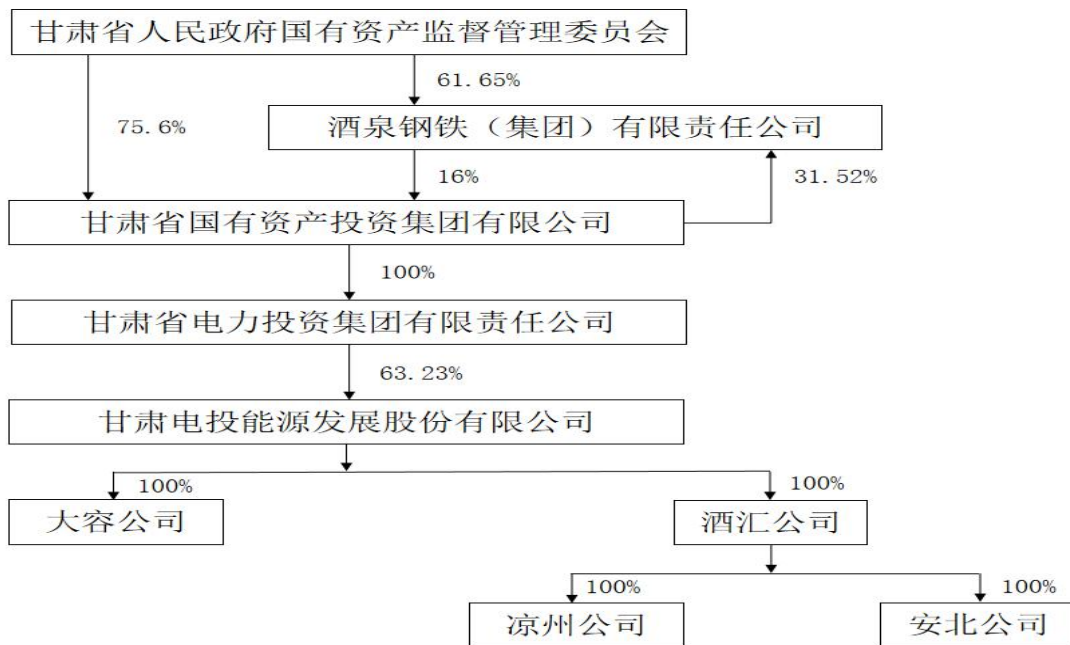 甘肃省人民政府国有资产监督管理委员会
61.65%
75.6%
酒泉钢铁（集团）有限责任公司
16%
31.52%
甘肃省国有资产投资集团有限公司
100%
甘肃省电力投资集团有限责任公司
63.23%
甘肃电投能源发展股份有限公司
100%
100%
大容公司
酒汇公司
100%
100%
凉州公司
安北公司